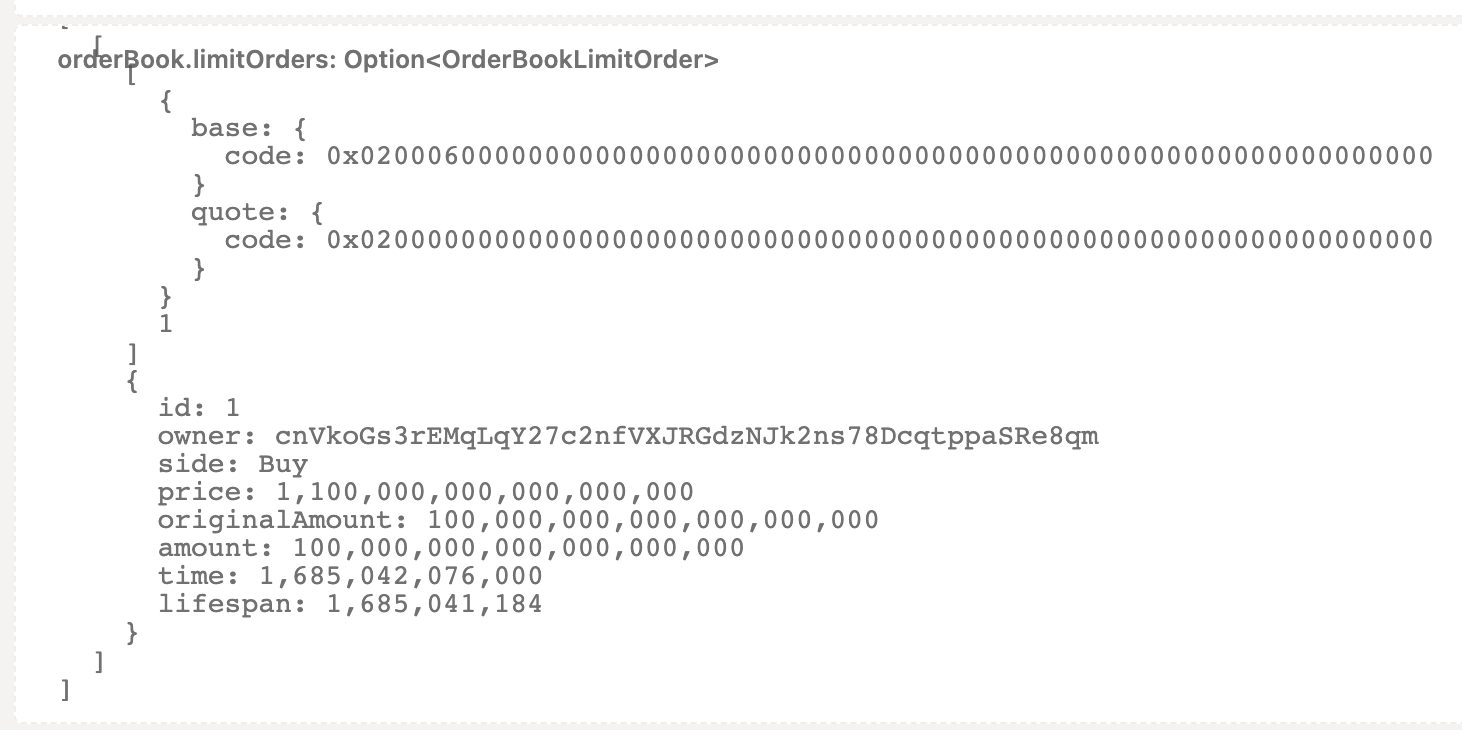 [
[
orderBook.limitOrders: Option<OrderBookLimitOrder>
[
{
base: {
code: 0x0200060000000000000000000000000000000000000000000000000000000000
}
quote: {
code: 0x0200000000000000000000000000000000000000000000000000000000000000
}
}
1
]
{
id: 1
owner: cnVkoGs3rEMqLqY27c2nfVXJRGdzNJk2ns78DcqtppaSRe8qm
side: Buy
price: 1,100,000,000,000,000,000
originalAmount: 100,000,000,000,000,000,000
amount: 100,000,000,000,000,000,000
time: 1,685,042,076,000
lifespan: 1,685,041,184
}
]
]